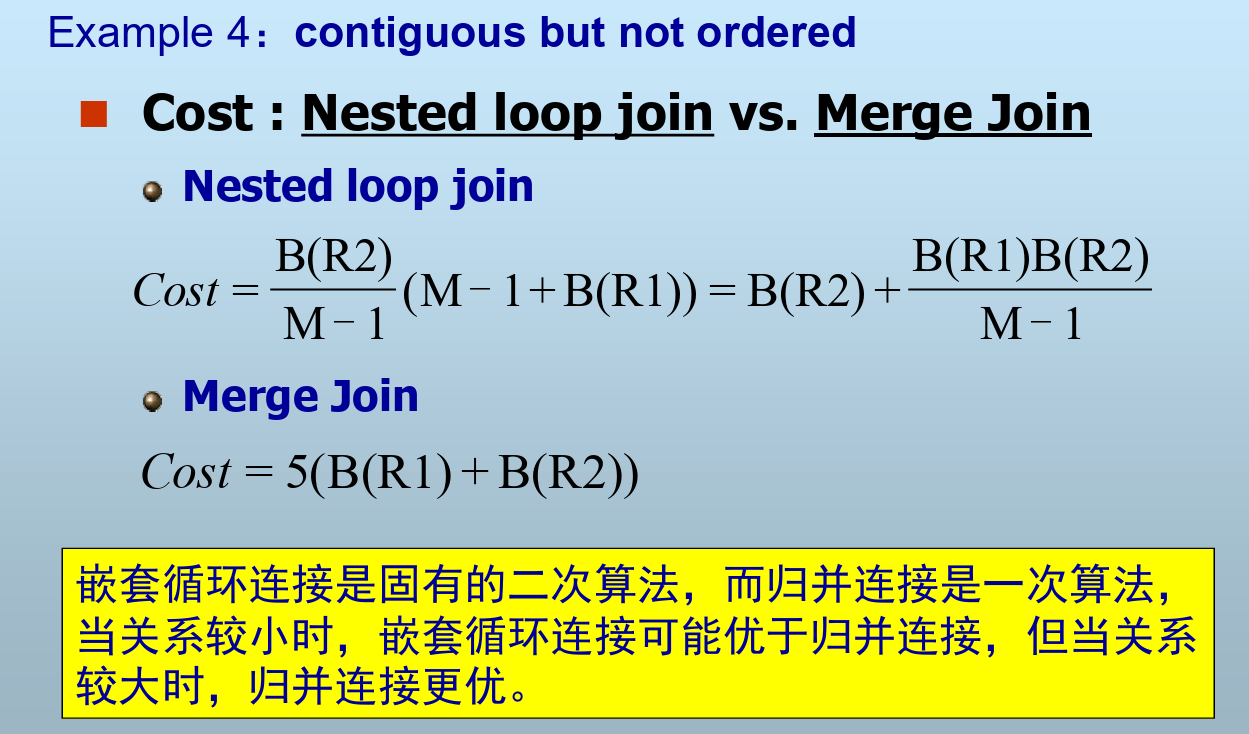 Example 4：contiguous but not ordered
Cost : Nested loop join vs. Merge Join
Nested loop join
Cost = B(R2)/(M − 1) (M − 1 + B(R1)) = B(R2) + B(R1)B(R2)/(M − 1)
Merge Join
Cost = 5(B(R1) + B(R2))
嵌套循环连接是固有的二次算法，而归并连接是一次算法，
当关系较小时，嵌套循环连接可能优于归并连接，但当关系
较大时，归并连接更优。